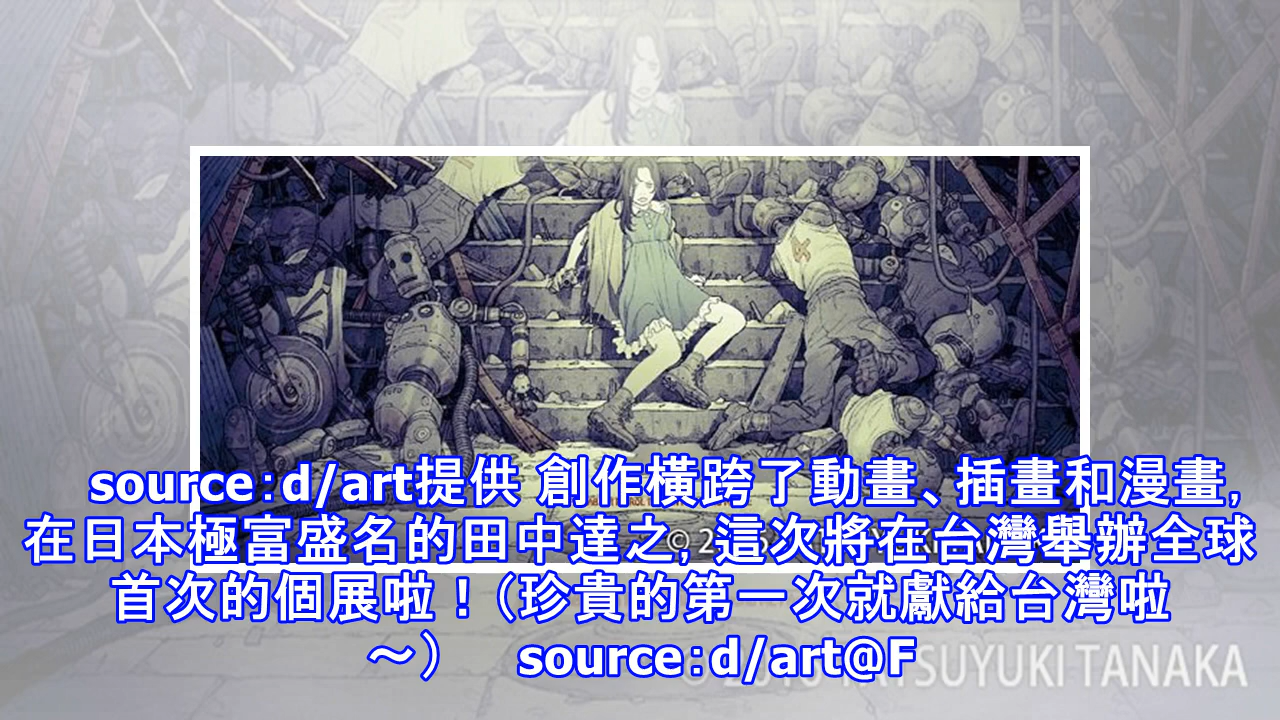 source:d/art提供 創作橫跨了動畫、插畫和漫畫,
在日本極富盛名的田中達之, 這次將在台灣舉辦全球
首次的個展啦！（珍貴的第一次就獻給台灣啦
～） source:d/art@F
SUYUKI TANAKA